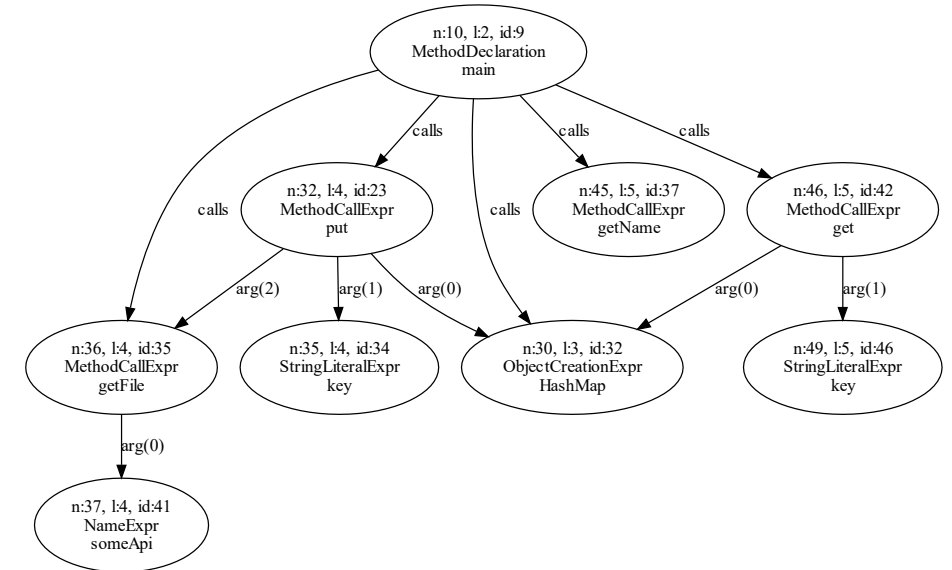 n:10, l:2, id:9
MethodDeclaration
main
calls
calls
calls
n:32, l:4, id:23
MethodCallExpr
put
n:45, l:5, id:37
MethodCallExpr
getName
n:46, l:5, id:42
MethodCallExpr
get
calls
calls
arg(2)
arg(1)
arg(0)
arg(0)
arg(1)
n:36, l:4, id:35
MethodCallExpr
getFile
n:35, l:4, id:34
StringLiteralExpr
key
n:30, l:3, id:32
ObjectCreationExpr
HashMap
n:49, l:5, id:46
StringLiteralExpr
key
arg(0)
n:37, l:4, id:41
NameExpr
someApi